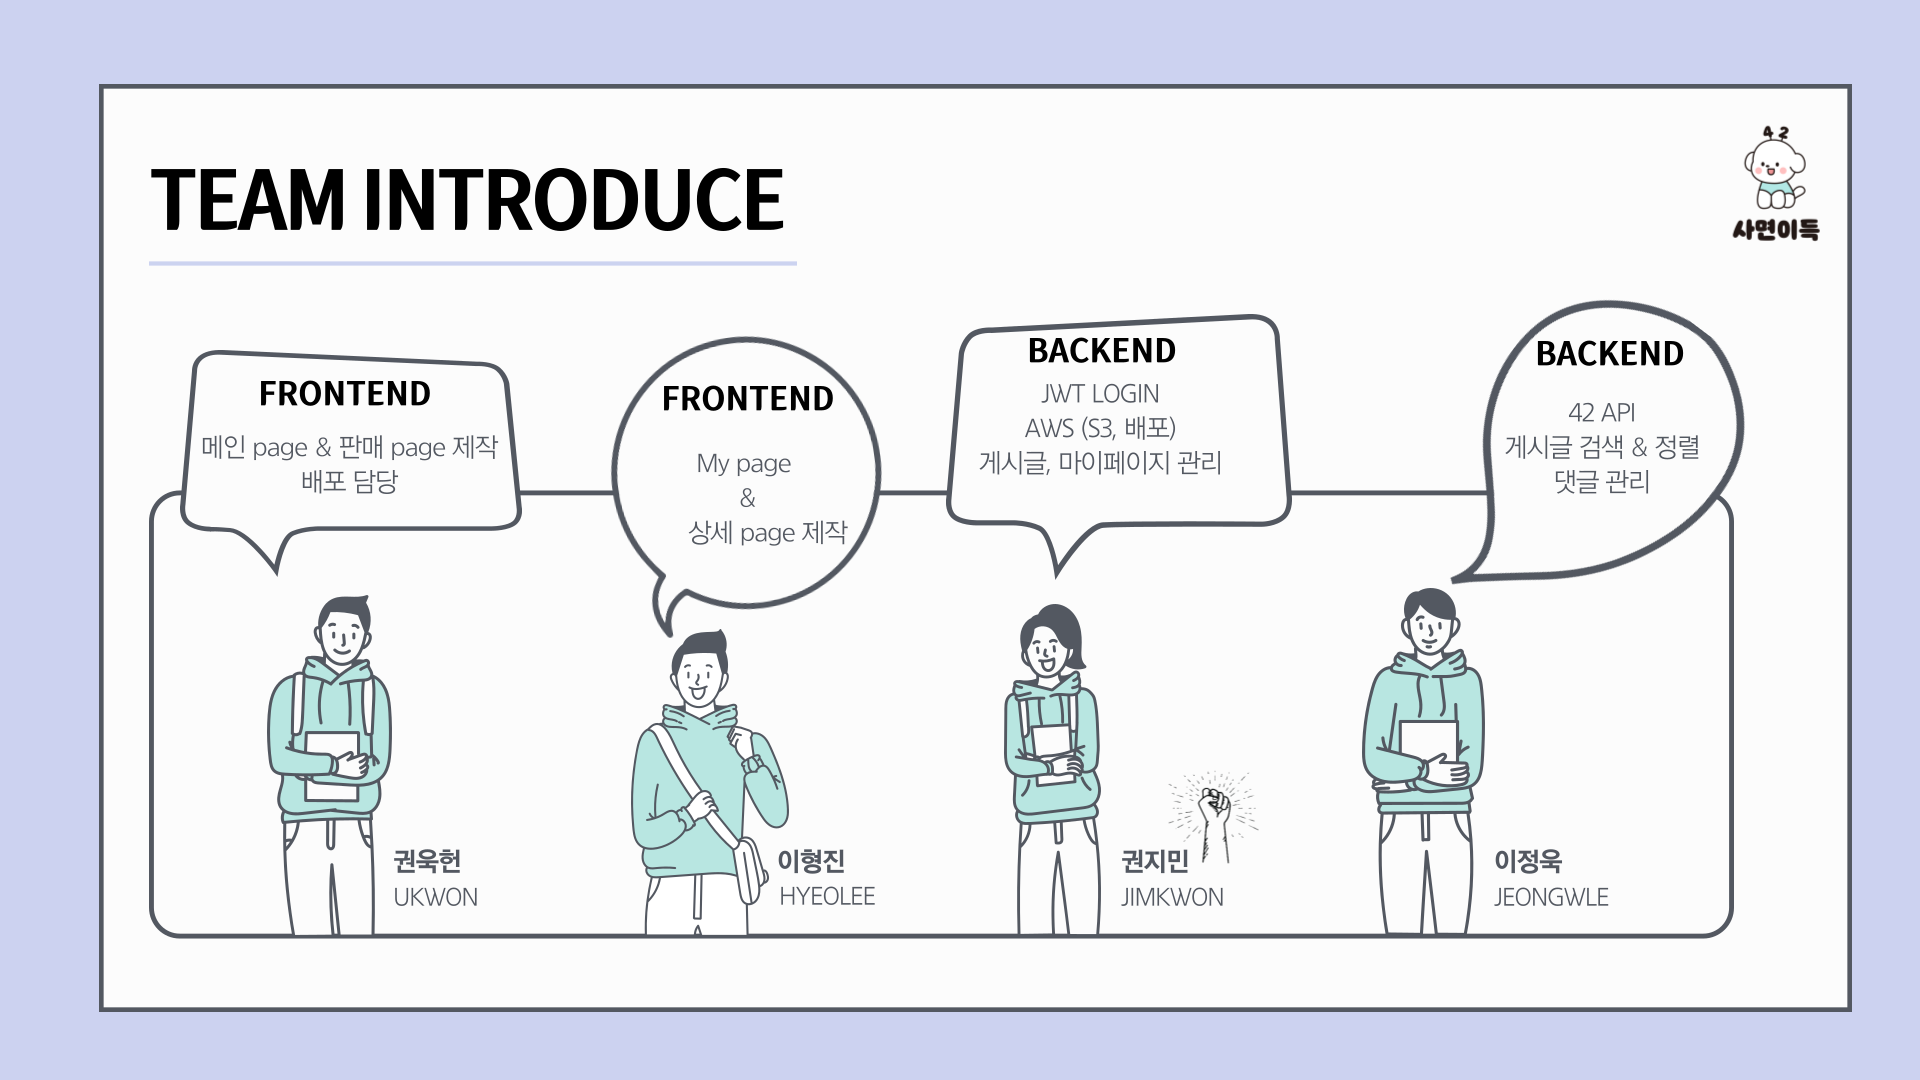 TEAM INTRODUCE
42
사면이득
FRONTEND
메인 page & 판매 page 제작
배포 담당
FRONTEND
My page
&
상세 page 제작
BACKEND
JWT LOGIN
AWS (S3, 배포)
게시글, 마이페이지 관리
BACKEND
42 API
게시글 검색 & 정렬
댓글 관리
권욱헌
UKWON
이형진
HYEOLEE
권지민
JIMKWON
이정욱
JEONGWLE